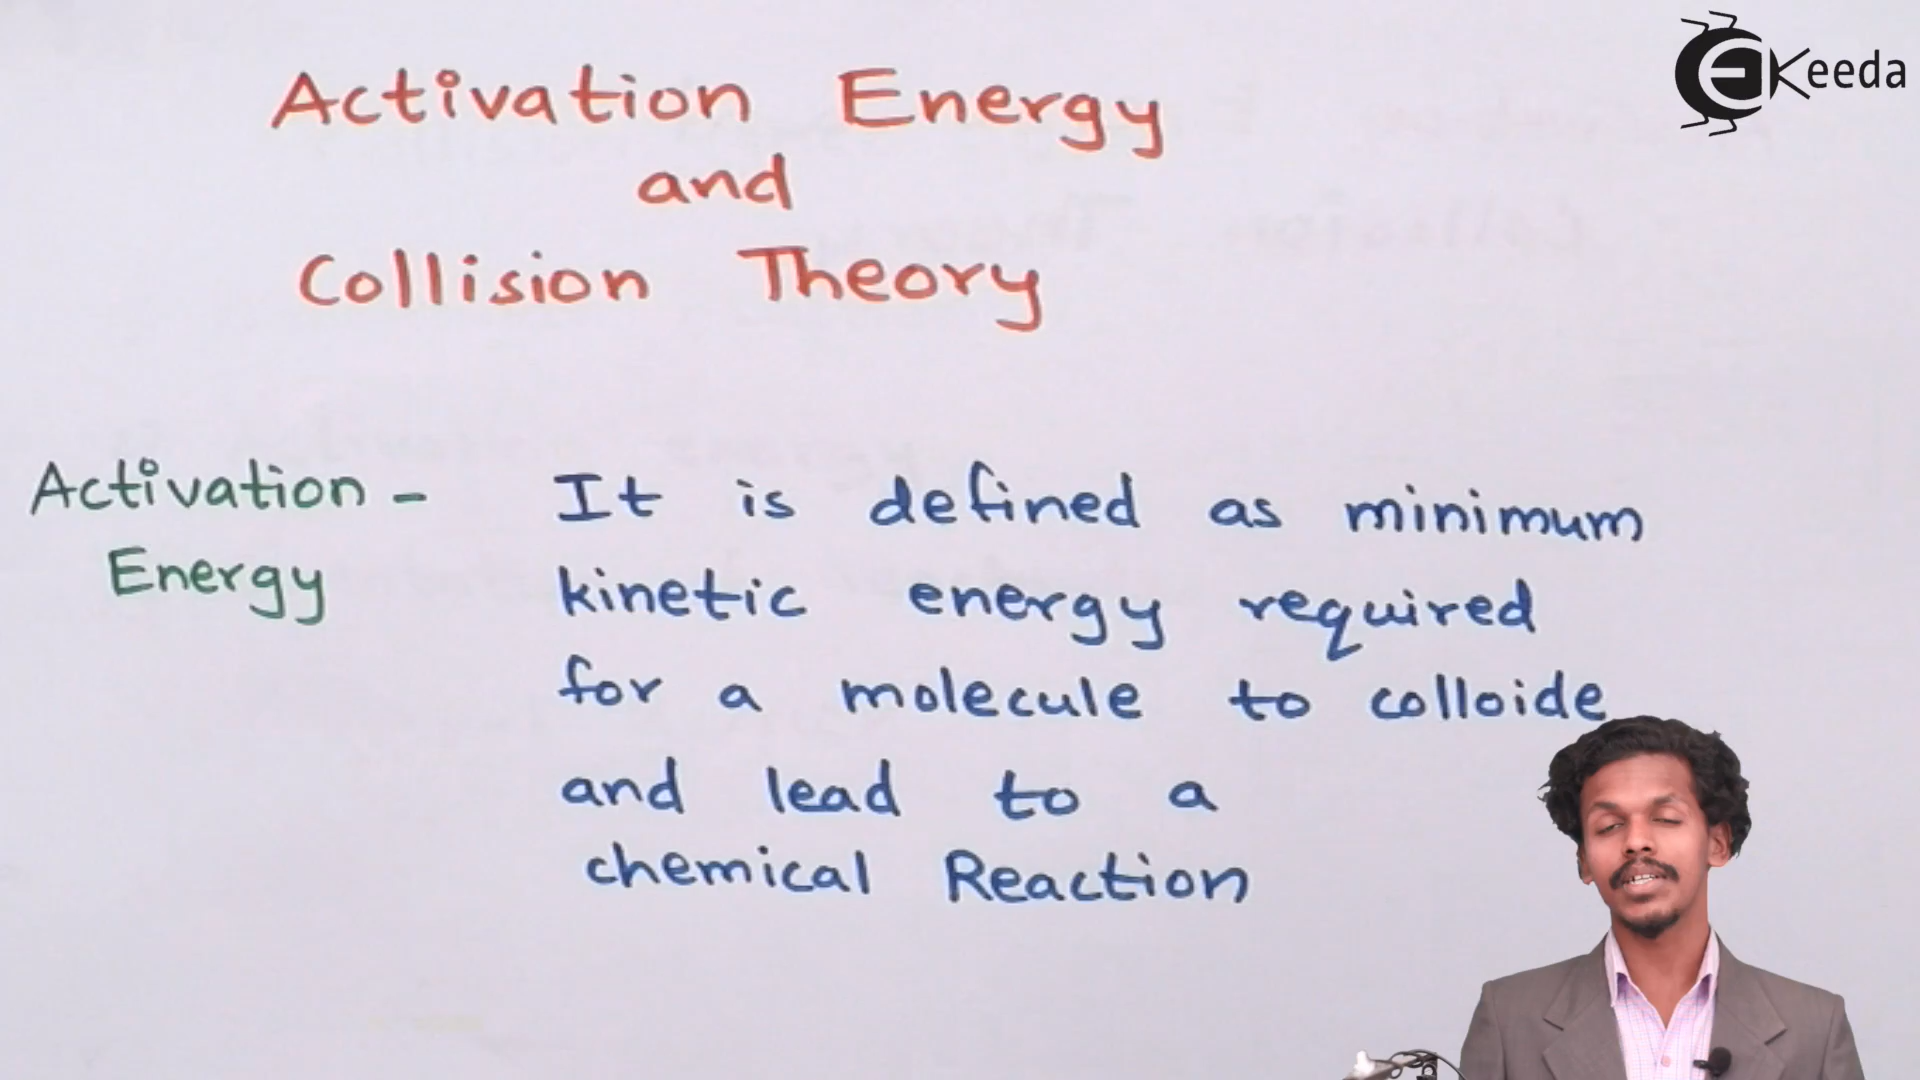 Activation Energy
and
Collision Theory
EKeeda
Activation - It is defined as minimum
Energy kinetic energy required
for a molecule to colloide
and lead to a
chemical Reaction